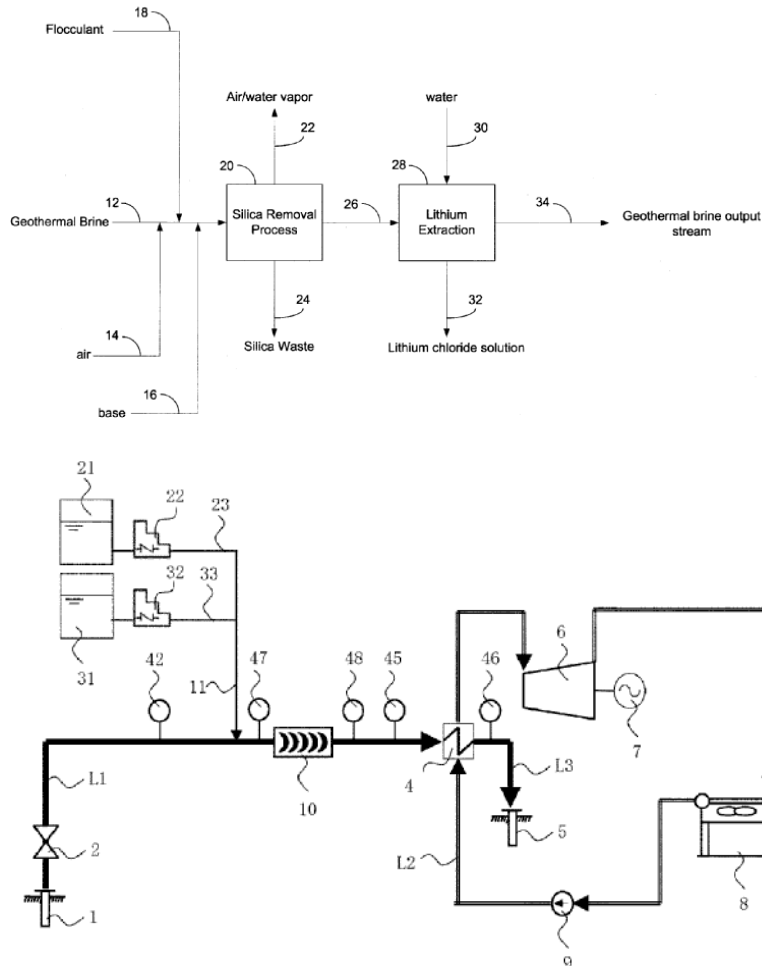 18
Flocculant
Air/water vapor
water
22
30
20
28
12
26
34
Geothermal Brine
Silica Removal
Process
Lithium
Extraction
Geothermal brine output
stream
24
32
14
Silica Waste
Lithium chloride solution
air
16
base
21
22
23
32
33
6
31
42
11
47
48
45
46
7
L1
10
4
L3
2
L2
5
8
1
9